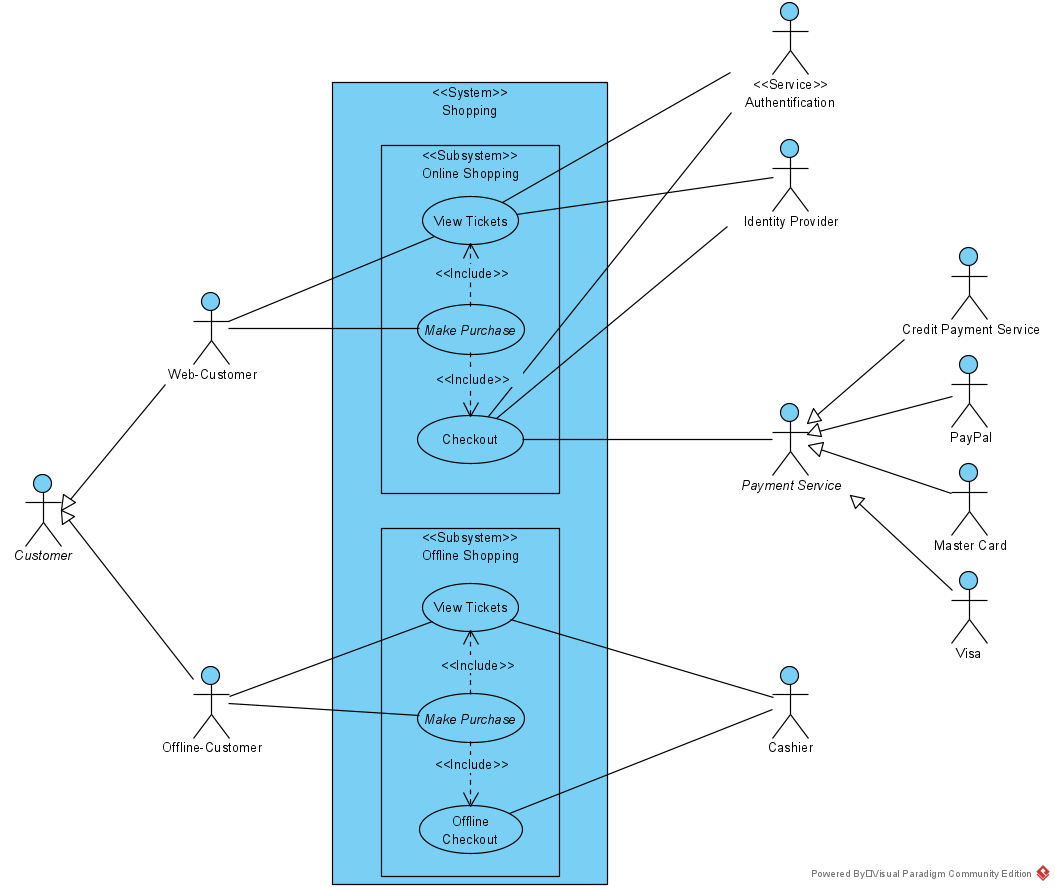 <<Service>>
Authentification
<<System>>
Shopping
<<Subsystem>>
Online Shopping
View Tickets
Identity Provider
<<Include>>
Credit Payment Service
Make Purchase
Web-Customer
<<Include>>
Checkout
PayPal
Payment Service
Customer
Master Card
<<Subsystem>>
Offline Shopping
View Tickets
Visa
<<Include>>
Make Purchase
Offline-Customer
Cashier
<<Include>>
Offline
Checkout
Powered By□Visual Paradigm Community Edition